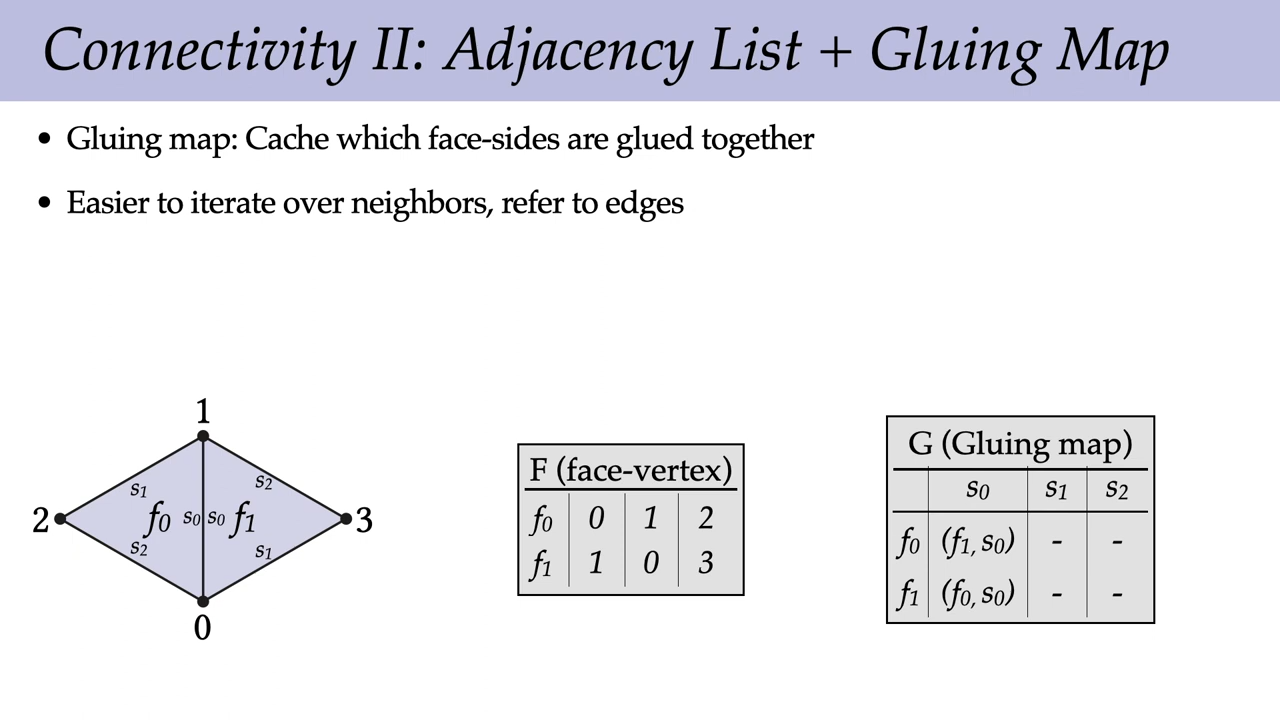 Connectivity II: Adjacency List + Gluing Map
• Gluing map: Cache which face-sides are glued together
• Easier to iterate over neighbors, refer to edges
1
s1 s2
2 f0 s0 s0 f1 3
s2 s1
0
F (face-vertex)
f0 0 1 2
f1 1 0 3
G (Gluing map)
s0 s1 s2
f0 (f1, s0) - -
f1 (f0, s0) - -